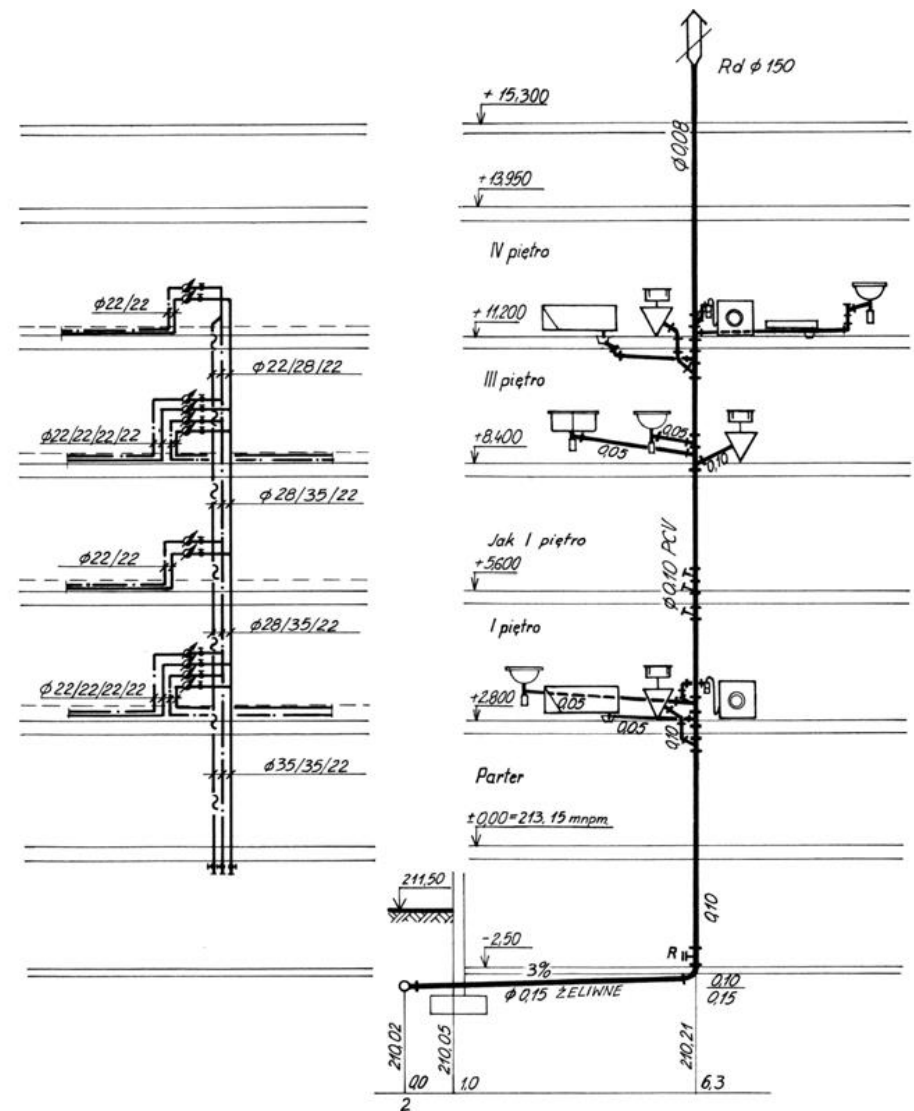 Rd ϕ 150
+ 15,300
ϕ 0,08
+ 13,950
IV piętro
ϕ22/22
+ 11,200
ϕ22/28/22
III piętro
ϕ22/22/22/22
+8,400
0,05
0,05
0,10
ϕ28/35/22
Jak I piętro
ϕ22/22
+5,600
ϕ 0,10 PCV
ϕ28/35/22
I piętro
ϕ22/22/22/22
+2,800
0,05
0,05
0,10
ϕ35/35/22
Parter
±0,00=213,15 mnpm.
211,50
0,10
-2,50
R
3%
ϕ 0,15 ŻELIWNE
0,10
0,15
210,02
210,05
210,21
0,0
1,0
6,3
2